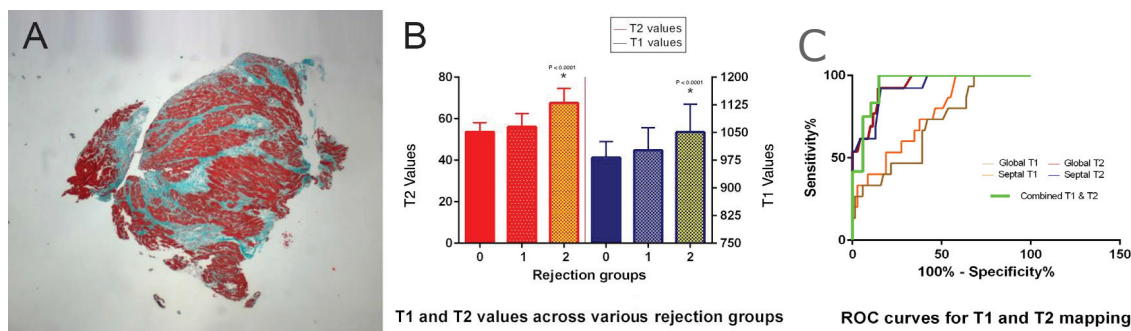 A
B
T2 values
T1 values
C
P < 0.0001
*
P < 0.0001
*
80
60
40
20
0
T2 Values
1200
1125
1050
975
900
825
750
T1 Values
0 1 2 0 1 2
Rejection groups
T1 and T2 values across various rejection groups
100
50
0
Sensitivity%
Global T1 Global T2
Septal T1 Septal T2
Combined T1 & T2
0 50 100 150
100% - Specificity%
ROC curves for T1 and T2 mapping